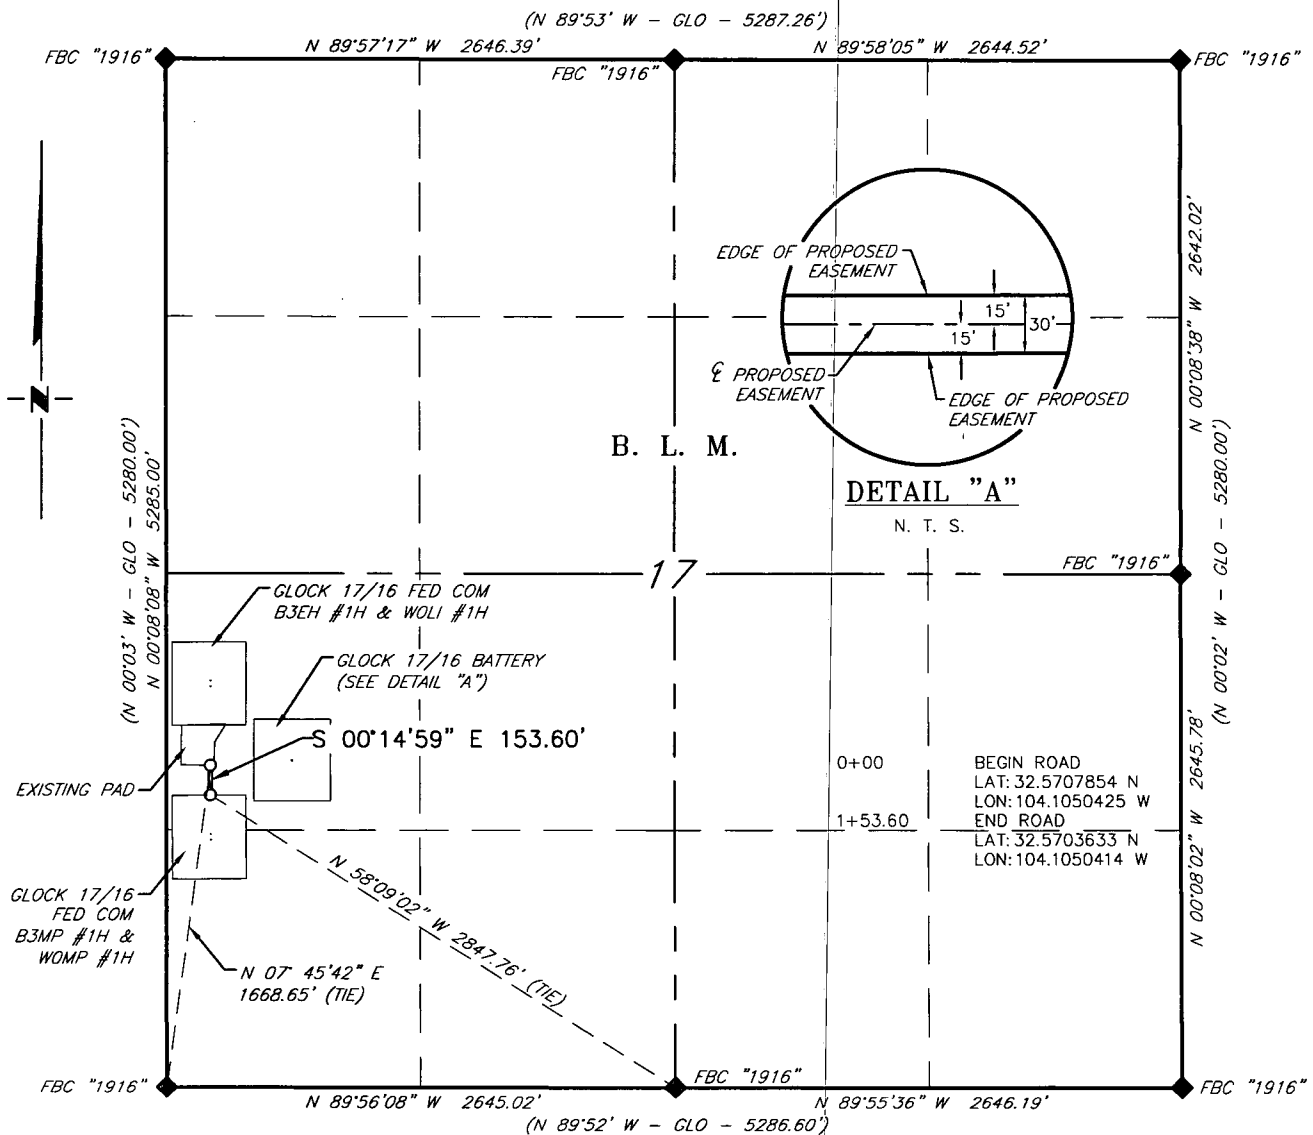 (N 89°53' W - GLO - 5287.26')
N 89°57'17" W 2646.39'
N 89°58'05" W 2644.52'
FBC "1916"
FBC "1916"
FBC "1916"
N 00°08'38" W 2642.02'
EDGE OF PROPOSED
EASEMENT
15'
30'
15'
℄ PROPOSED
EASEMENT
EDGE OF PROPOSED
EASEMENT
N
B. L. M.
DETAIL "A"
N. T. S.
(N 00°03' W - GLO - 5280.00')
N 00°08'08" W 5285.00'
(N 00°02' W - GLO - 5280.00')
17
FBC "1916"
GLOCK 17/16 FED COM
B3EH #1H & WOLI #1H
GLOCK 17/16 BATTERY
(SEE DETAIL "A")
S 00°14'59" E 153.60'
EXISTING PAD
0+00
BEGIN ROAD
LAT: 32.5707854 N
LON: 104.1050425 W
1+53.60
END ROAD
LAT: 32.5703633 N
LON: 104.1050414 W
N 00°08'02" W 2645.78'
GLOCK 17/16
FED COM
B3MP #1H &
WOMP #1H
N 58°09'02" W 2847.76' (TIE)
N 07° 45'42" E
1668.65' (TIE)
FBC "1916"
FBC "1916"
FBC "1916"
N 89°56'08" W 2645.02'
N 89°55'36" W 2646.19'
(N 89°52' W - GLO - 5286.60')